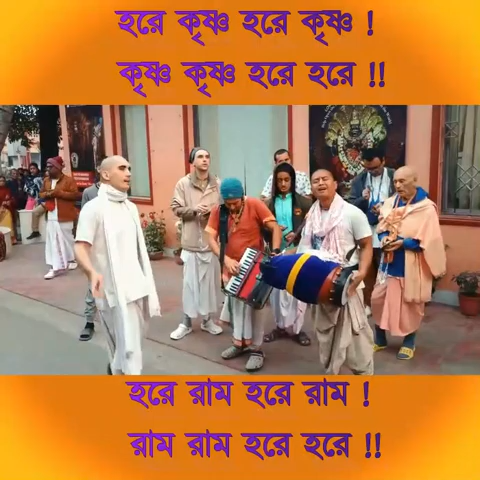 হরে কৃষ্ণ হরে কৃষ্ণ !
কৃষ্ণ কৃষ্ণ হরে হরে !!
হরে রাম হরে রাম !
রাম রাম হরে হরে !!